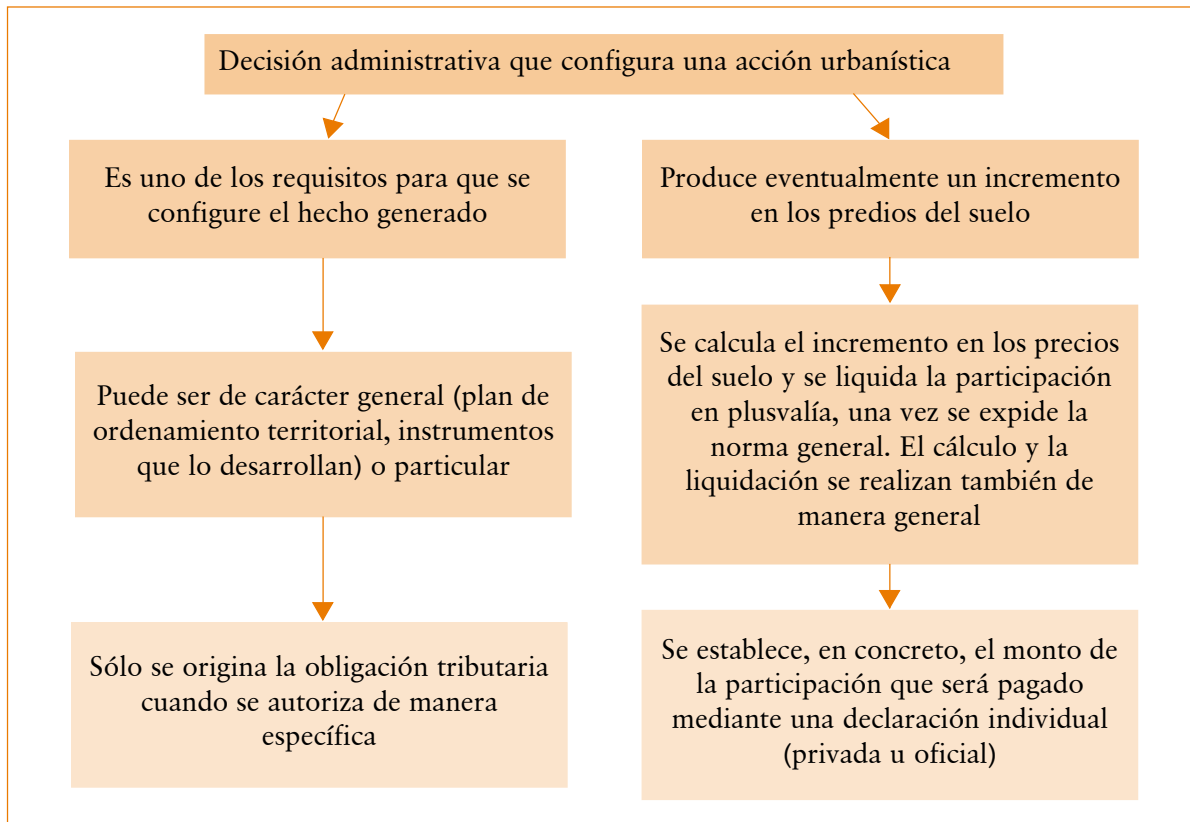 Decisión administrativa que configura una acción urbanística
Es uno de los requisitos para que se
configure el hecho generado
Puede ser de carácter general (plan de
ordenamiento territorial, instrumentos
que lo desarrollan) o particular
Sólo se origina la obligación tributaria
cuando se autoriza de manera
específica
Produce eventualmente un incremento
en los predios del suelo
Se calcula el incremento en los precios
del suelo y se liquida la participación
en plusvalía, una vez se expide la
norma general. El cálculo y la
liquidación se realizan también de
manera general
Se establece, en concreto, el monto de
la participación que será pagado
mediante una declaración individual
(privada u oficial)